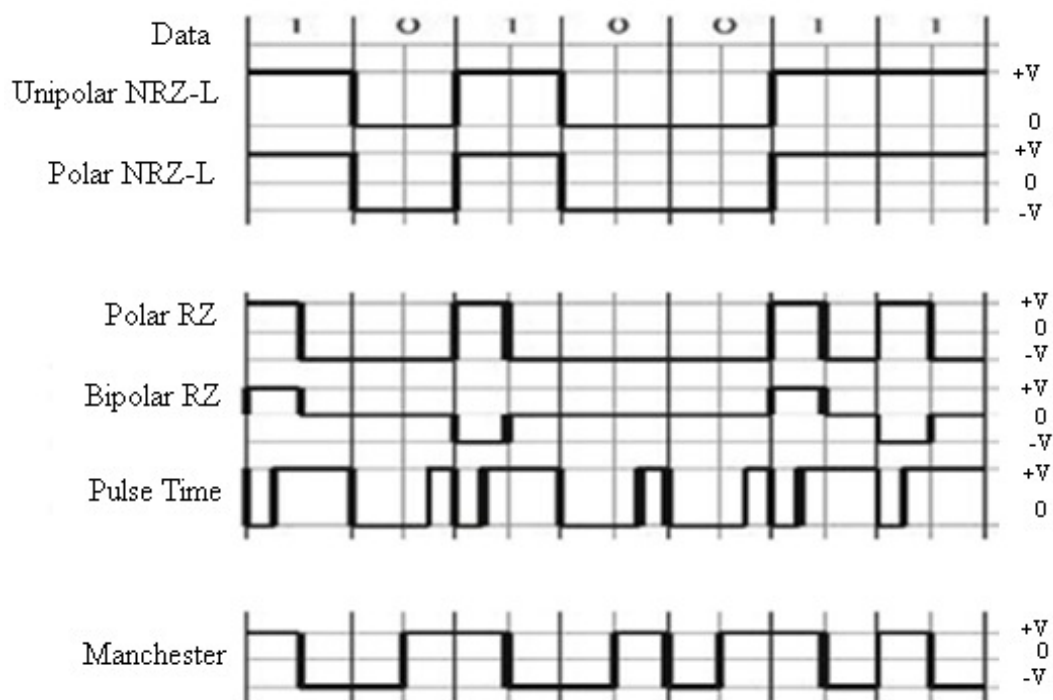 Data 1 0 1 0 0 1 1
Unipolar NRZ-L +V
0
Polar NRZ-L +V
0
-V
Polar RZ +V
0
-V
Bipolar RZ +V
0
-V
Pulse Time +V
0
Manchester +V
0
-V